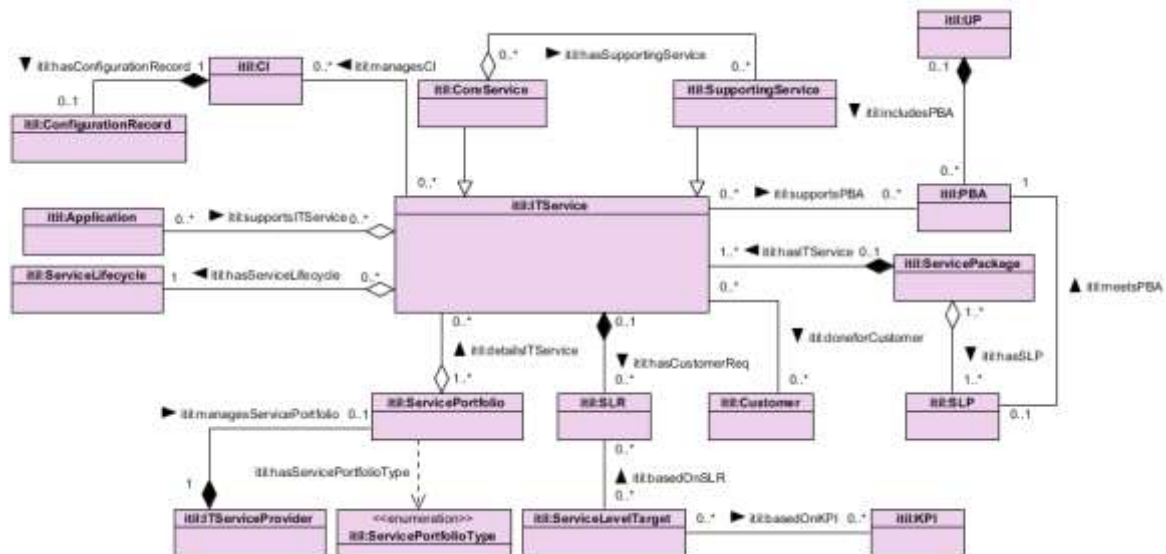 itil:UP
▼ itil:hasConfigurationRecord 1
itil:CI
0..* ◄ itil:managesCI
0..* ► itil:hasSupportingService
0..*
0..1
0..1
itil:CoreService
itil:SupportingService
▼ itil:includesPBA
itil:ConfigurationRecord
0..*
0..*
1
itil:ITService
0..* ► itil:supportsPBA 0..*
itil:PBA
itil:Application
0..* ► itil:supportsITService 0..*
1..* ◄ itil:hasITService 0..1
itil:ServicePackage
itil:ServiceLifecycle
1 ◄ itil:hasServiceLifecycle 0..*
▲ itil:meetsPBA
0..*
0..*
0..1
1..*
▲ itil:detailsITService
▼ itil:doneforCustomer
▼ itil:hasCustomerReq
▼ itil:hasSLP
1..*
0..*
0..*
1..*
itil:ServicePortfolio
itil:SLR
itil:Customer
itil:SLP
0..1
► itil:managesServicePortfolio 0..1
0..*
itil:hasServicePortfolioType
▲ itil:basedOnSLR
1
0..*
itil:ITServiceProvider
<<enumeration>>
itil:ServicePortfolioType
itil:ServiceLevelTarget
0..* ► itil:basedOnKPI 0..*
itil:KPI